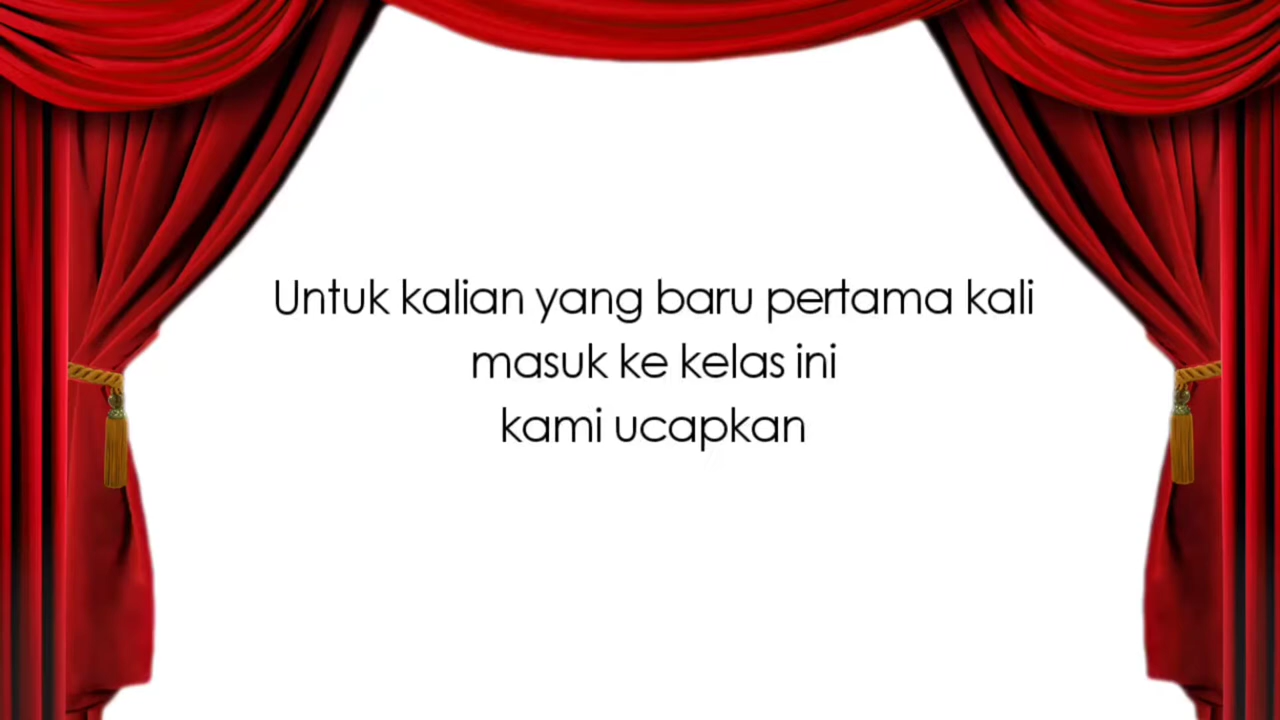 Untuk kalian yang baru pertama kali
masuk ke kelas ini
kami ucapkan